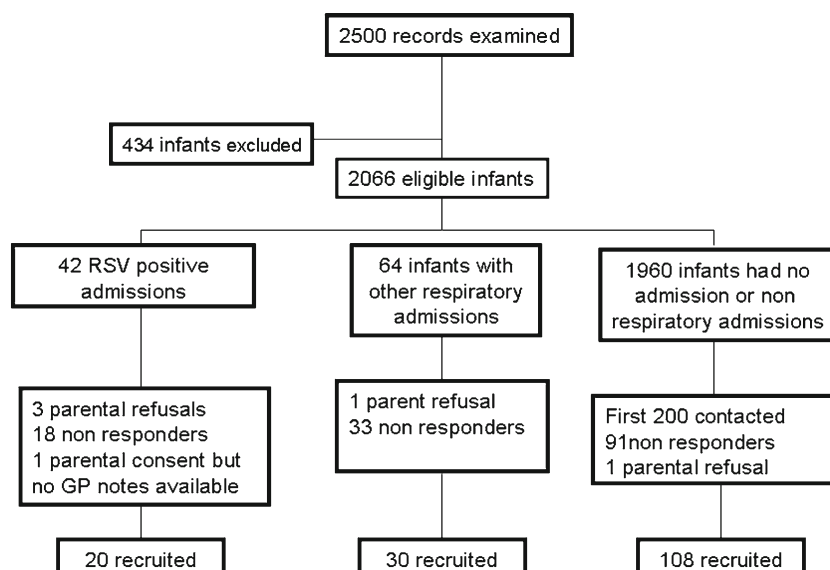 2500 records examined
434 infants excluded
2066 eligible infants
42 RSV positive
admissions
64 infants with
other respiratory
admissions
1960 infants had no
admission or non
respiratory admissions
3 parental refusals
18 non responders
1 parental consent but
no GP notes available
1 parent refusal
33 non responders
First 200 contacted
91non responders
1 parental refusal
20 recruited
30 recruited
108 recruited